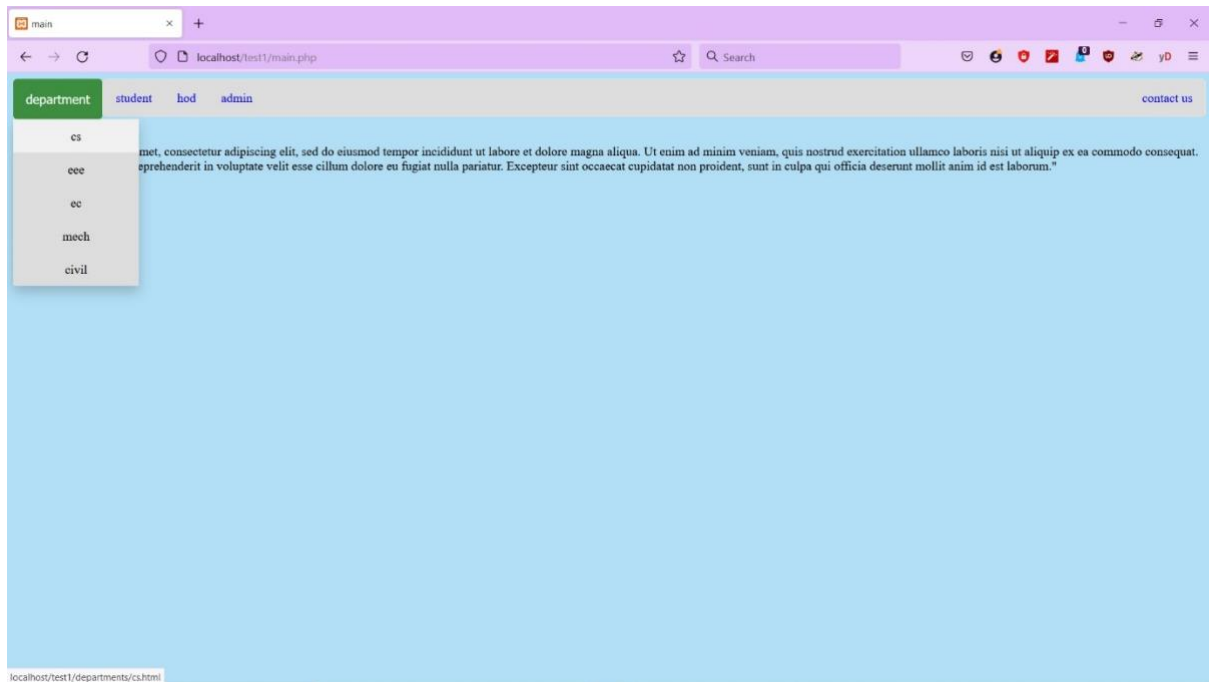 main
localhost/test1/main.php
Search
0
yD
department student hod admin contact us
cs
met, consectetur adipiscing elit, sed do eiusmod tempor incididunt ut labore et dolore magna aliqua. Ut enim ad minim veniam, quis nostrud exercitation ullamco laboris nisi ut aliquip ex ea commodo consequat.
eprehenderit in voluptate velit esse cillum dolore eu fugiat nulla pariatur. Excepteur sint occaecat cupidatat non proident, sunt in culpa qui officia deserunt mollit anim id est laborum."
eee
ec
mech
civil
localhost/test1/departments/cs.html